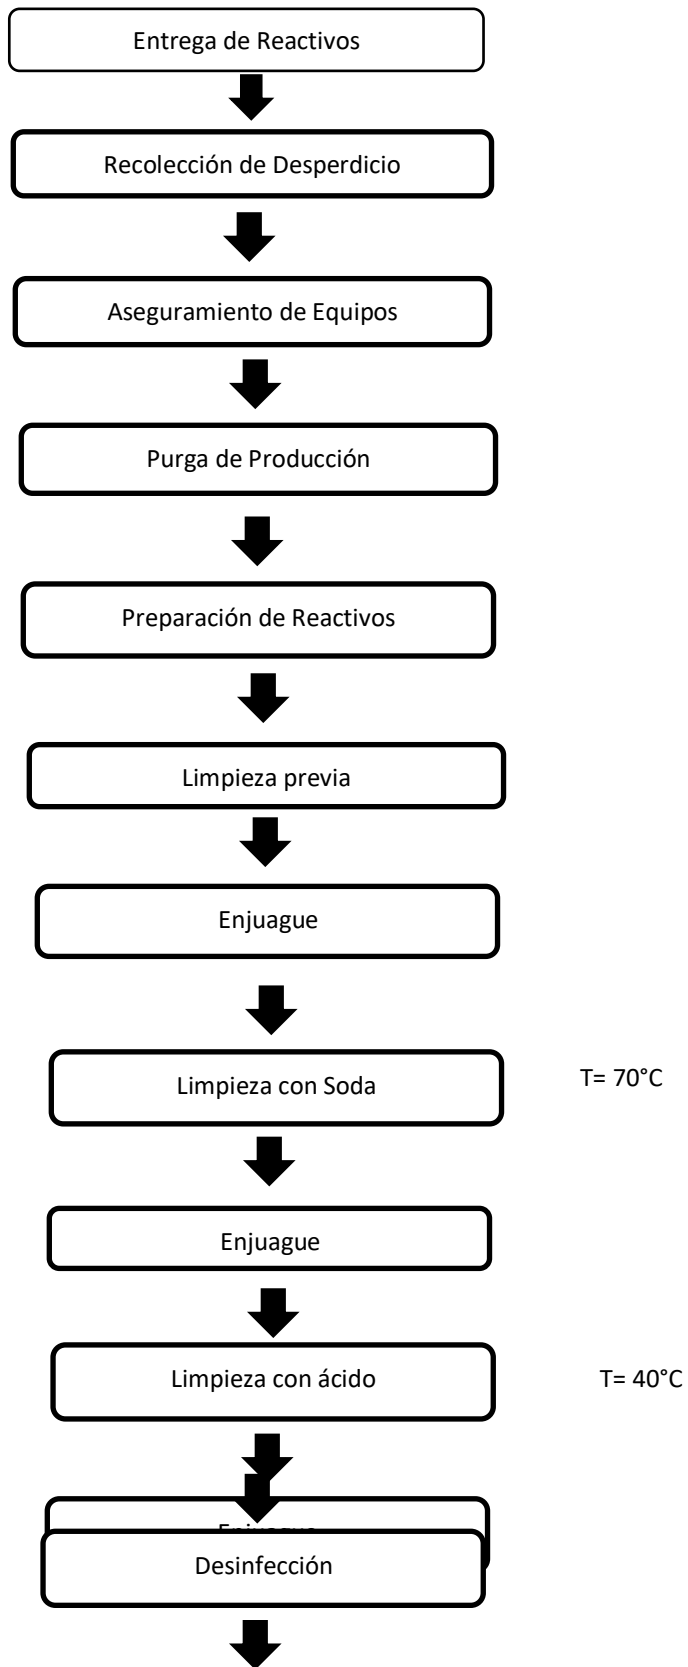 Entrega de Reactivos
Recolección de Desperdicio
Aseguramiento de Equipos
Purga de Producción
Preparación de Reactivos
Limpieza previa
Enjuague
Limpieza con Soda
T= 70°C
Enjuague
Limpieza con ácido
T= 40°C
Desinfección